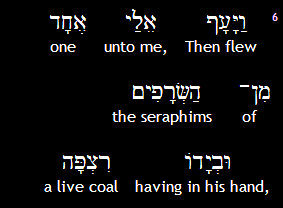 6 וַיָּעָף אֵלַי אֶחָד
one unto me, Then flew
מִן־ הַשְּׂרָפִים
the seraphims of
וּבְיָדוֹ רִצְפָּה
a live coal having in his hand,